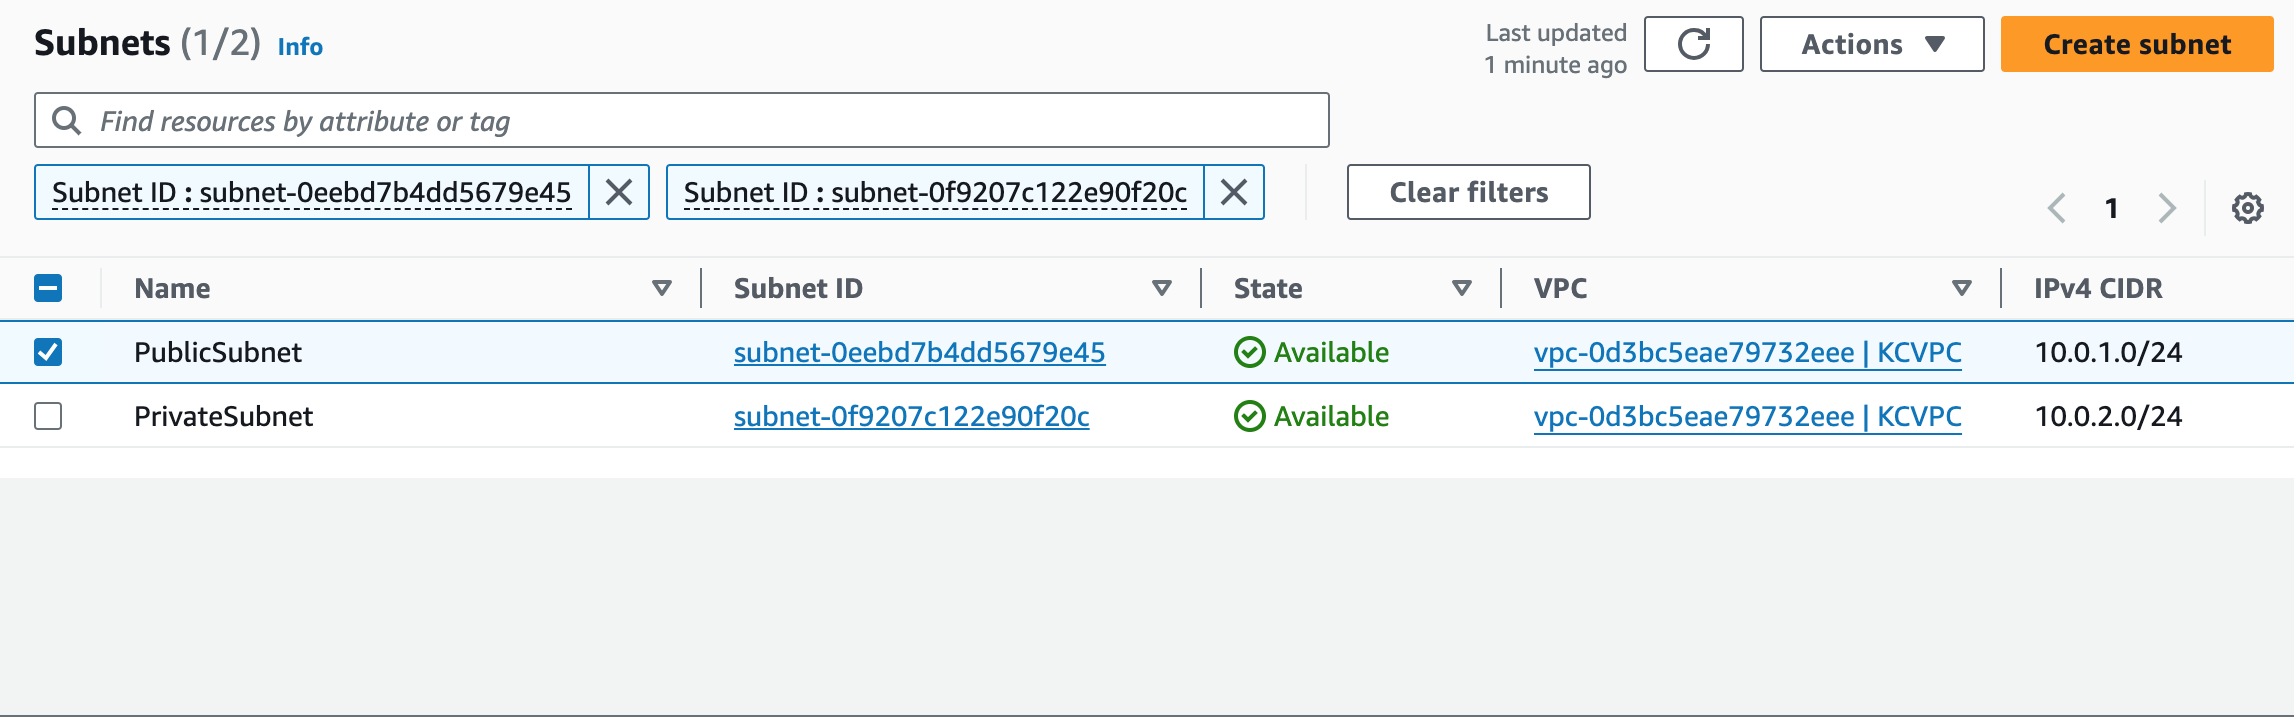 Subnets (1/2) Info
Last updated
1 minute ago
Actions
Create subnet
Find resources by attribute or tag
Subnet ID : subnet-0eebd7b4dd5679e45
Subnet ID : subnet-0f9207c122e90f20c
Clear filters
1
Name Subnet ID State VPC IPv4 CIDR
PublicSubnet subnet-0eebd7b4dd5679e45 Available vpc-0d3bc5eae79732eee | KCVPC 10.0.1.0/24
PrivateSubnet subnet-0f9207c122e90f20c Available vpc-0d3bc5eae79732eee | KCVPC 10.0.2.0/24